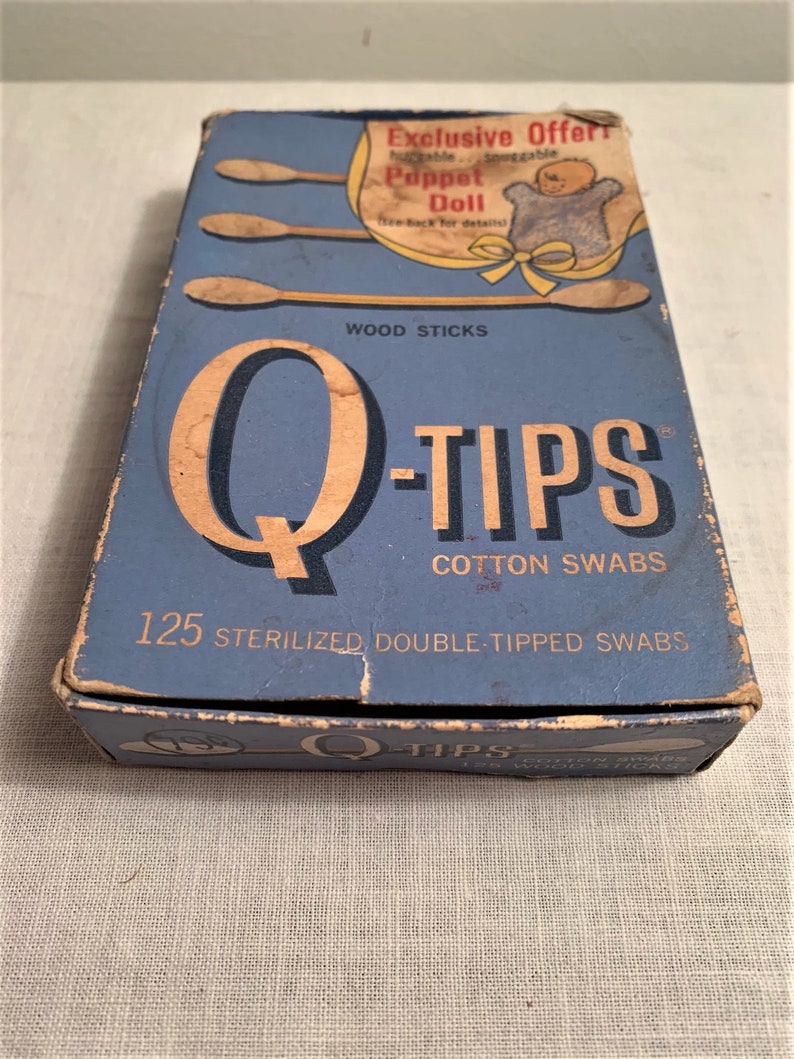 Exclusive Offer!
huggable...snuggable
Puppet
Doll
(see back for details)
WOOD STICKS
Q-TIPS®
COTTON SWABS
125 STERILIZED DOUBLE-TIPPED SWABS
79¢
Q-TIPS®
COTTON SWABS
125 WOOD STICKS